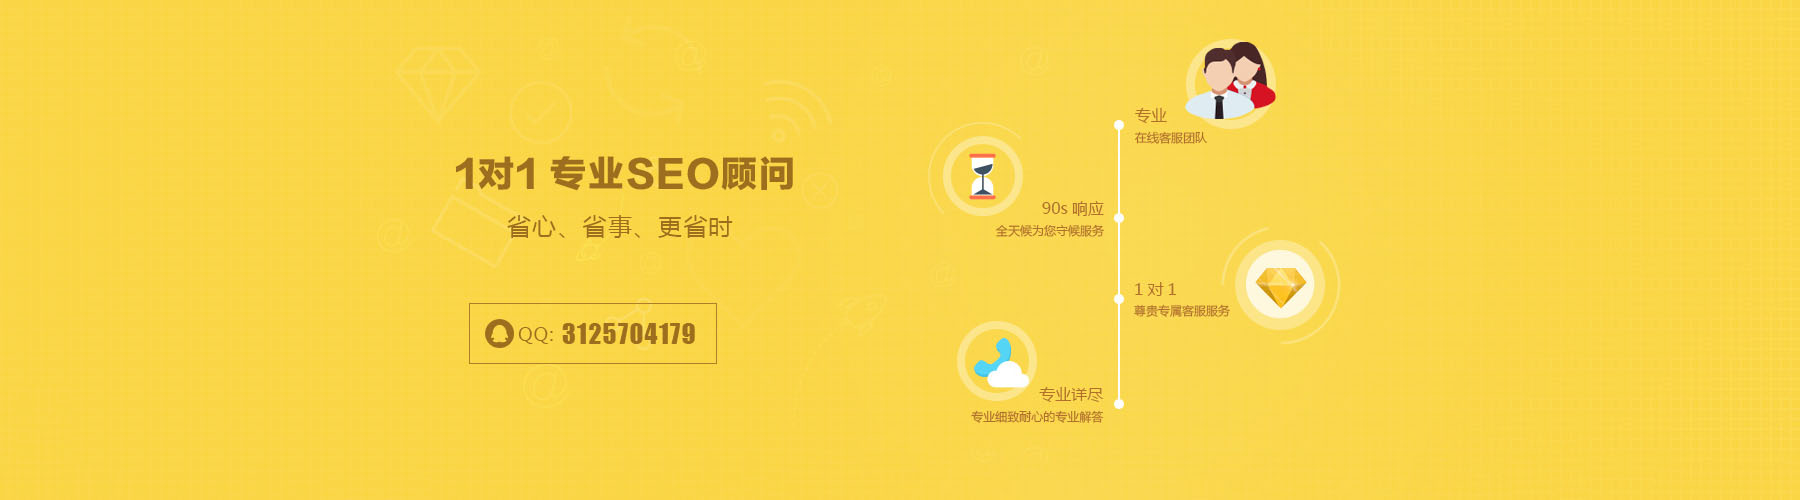 1对1 专业SEO顾问
省心、省事、更省时
QQ: 3125704179
专业
在线客服团队
90s 响应
全天候为您守候服务
1 对 1
尊贵专属客服服务
专业详尽
专业细致耐心的专业解答